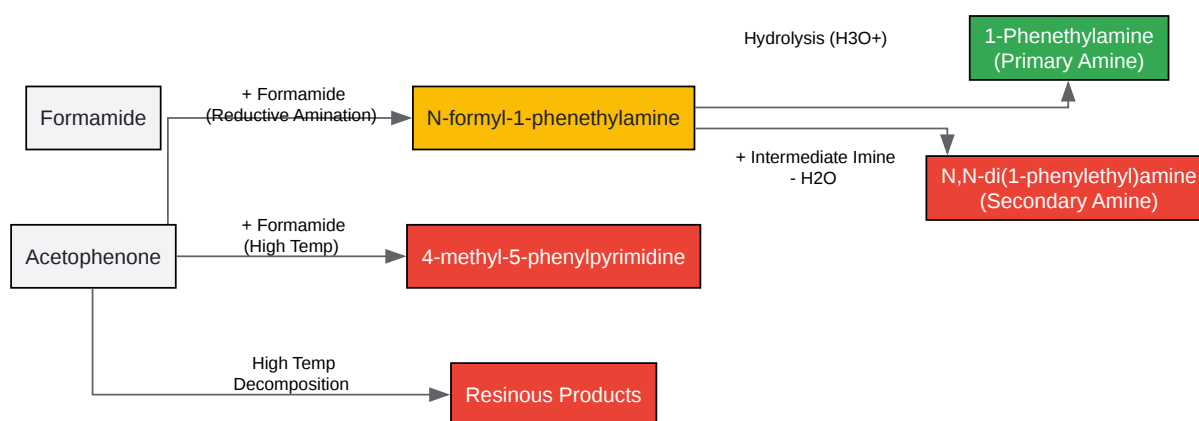 Hydrolysis (H3O+)
1-Phenethylamine
(Primary Amine)
+ Formamide
(Reductive Amination)
Formamide
N-formyl-1-phenethylamine
+ Intermediate Imine
- H2O
N,N-di(1-phenylethyl)amine
(Secondary Amine)
+ Formamide
(High Temp)
Acetophenone
4-methyl-5-phenylpyrimidine
High Temp
Decomposition
Resinous Products